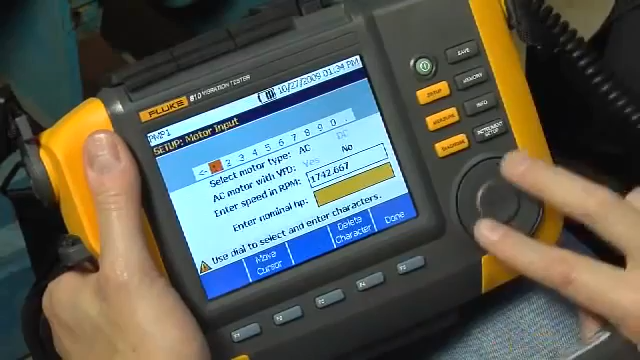 FLUKE 810 VIBRATION TESTER
10/27/2009 01:34 PM
PMP1
SETUP: Motor Input
<- 1 2 3 4 5 6 7 8 9 0 .
Select motor type: AC DC
AC motor with VFD: Yes No
Enter speed in RPM: 1742.667
Enter nominal hp:
Use dial to select and enter characters.
Move Cursor
Delete Character
Done
SAVE
SETUP
MEMORY
MEASURE
INFO
DIAGNOSE
INSTRUMENT SETUP
F1
F2
F3
F4
F5